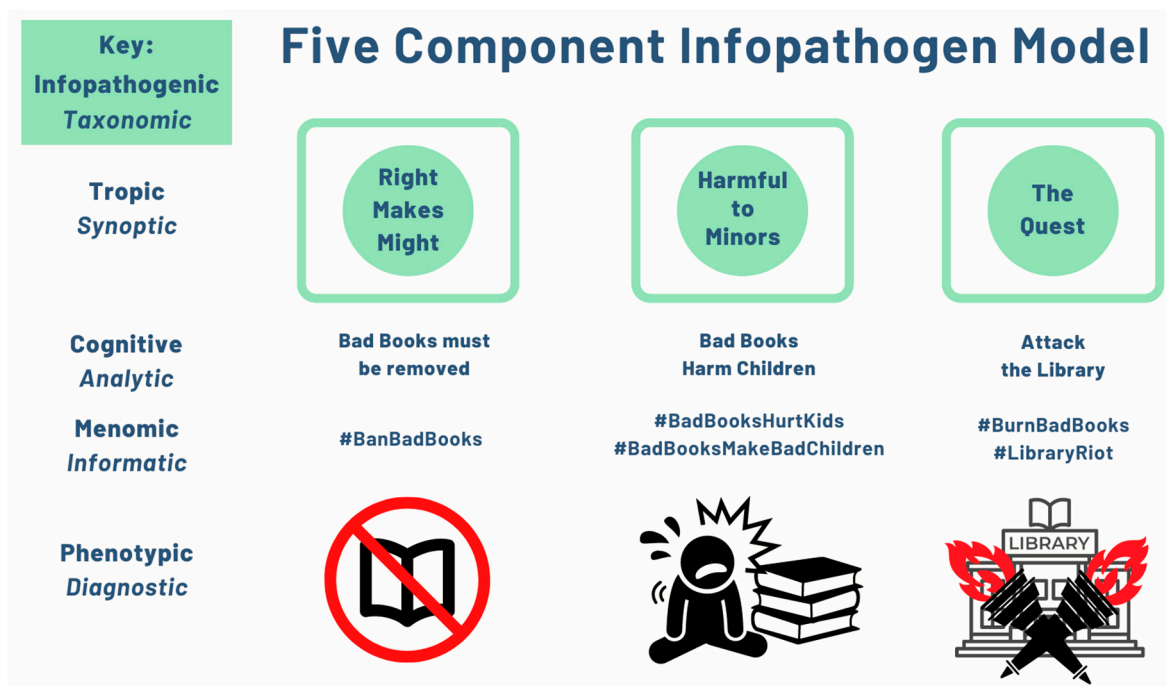 Five Component Infopathogen Model
Key:
Infopathogenic
Taxonomic
Tropic
Synoptic
Right
Makes
Might
Harmful
to
Minors
The
Quest
Cognitive
Analytic
Bad Books must
be removed
Bad Books
Harm Children
Attack
the Library
Menomic
Informatic
#BanBadBooks
#BadBooksHurtKids
#BadBooksMakeBadChildren
#BurnBadBooks
#LibraryRiot
Phenotypic
Diagnostic
LIBRARY